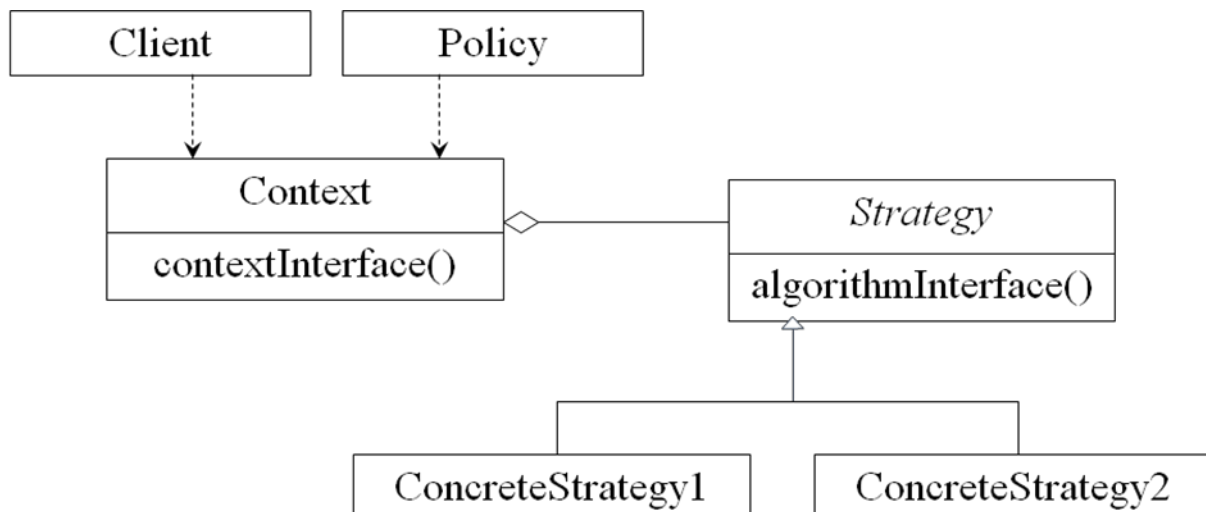 Client
Policy
Context
contextInterface()
Strategy
algorithmInterface()
ConcreteStrategy1
ConcreteStrategy2